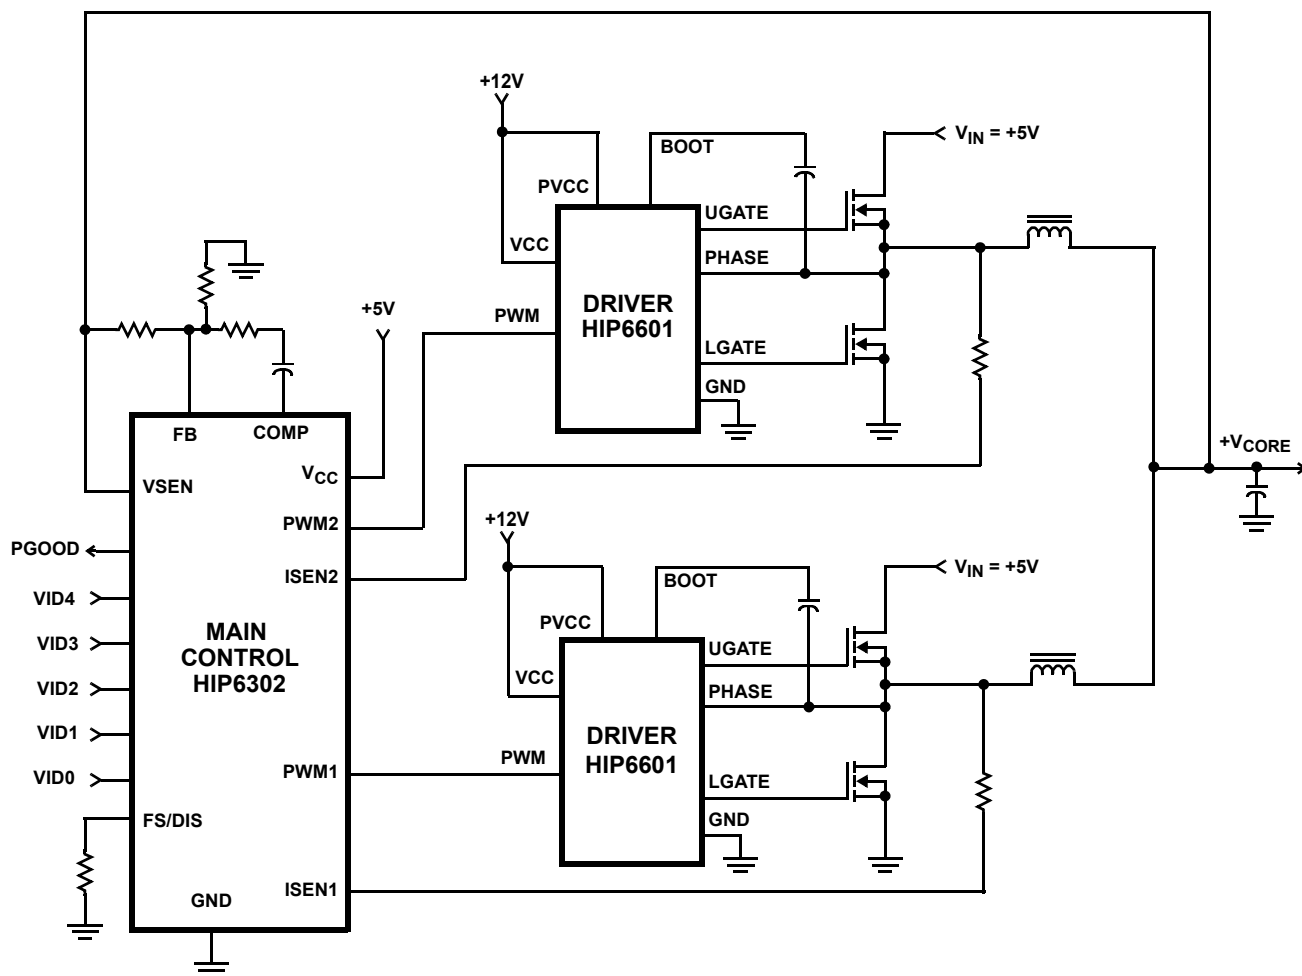 +12V
BOOT
VIN = +5V
PVCC
UGATE
VCC
PHASE
DRIVER
HIP6601
+5V
PWM
LGATE
GND
FB
COMP
+VCORE
VCC
VSEN
PWM2
+12V
PGOOD
ISEN2
BOOT
VIN = +5V
VID4
PVCC
MAIN
CONTROL
HIP6302
VID3
UGATE
VCC
VID2
PHASE
VID1
DRIVER
HIP6601
PWM
VID0
PWM1
LGATE
FS/DIS
GND
ISEN1
GND